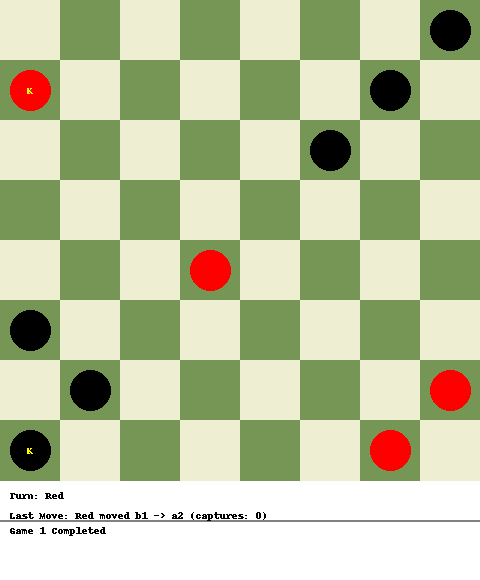 K
K
Turn: Red
Last Move: Red moved b1 -> a2 (captures: 0)
Game 1 Completed